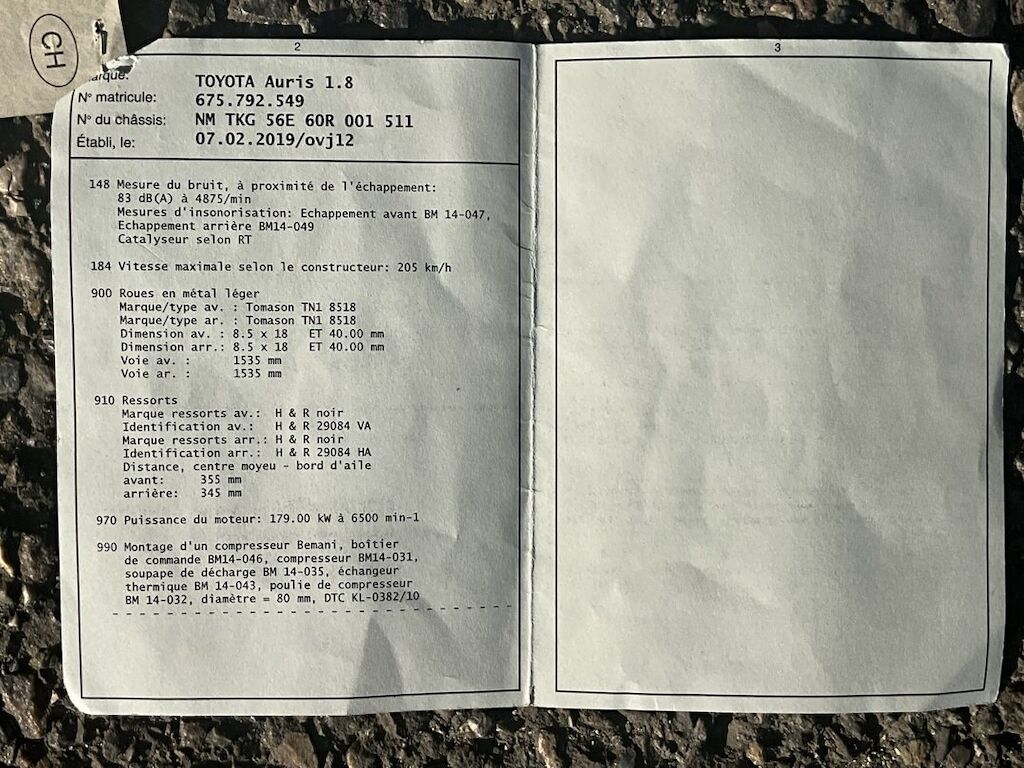 CH
2
arque: TOYOTA Auris 1.8
N° matricule: 675.792.549
N° du châssis: NM TKG 56E 60R 001 511
Établi, le: 07.02.2019/ovj12
148 Mesure du bruit, à proximité de l'échappement:
83 dB(A) à 4875/min
Mesures d'insonorisation: Echappement avant BM 14-047,
Echappement arrière BM14-049
Catalyseur selon RT
184 Vitesse maximale selon le constructeur: 205 km/h
900 Roues en métal léger
Marque/type av. : Tomason TN1 8518
Marque/type ar. : Tomason TN1 8518
Dimension av. : 8.5 x 18 ET 40.00 mm
Dimension arr.: 8.5 x 18 ET 40.00 mm
Voie av. : 1535 mm
Voie ar. : 1535 mm
910 Ressorts
Marque ressorts av.: H & R noir
Identification av.: H & R 29084 VA
Marque ressorts arr.: H & R noir
Identification arr.: H & R 29084 HA
Distance, centre moyeu - bord d'aile
avant: 355 mm
arrière: 345 mm
970 Puissance du moteur: 179.00 kW à 6500 min-1
990 Montage d'un compresseur Bemani, boîtier
de commande BM14-046, compresseur BM14-031,
soupape de décharge BM 14-035, échangeur
thermique BM 14-043, poulie de compresseur
BM 14-032, diamètre = 80 mm, DTC KL-0382/10
3